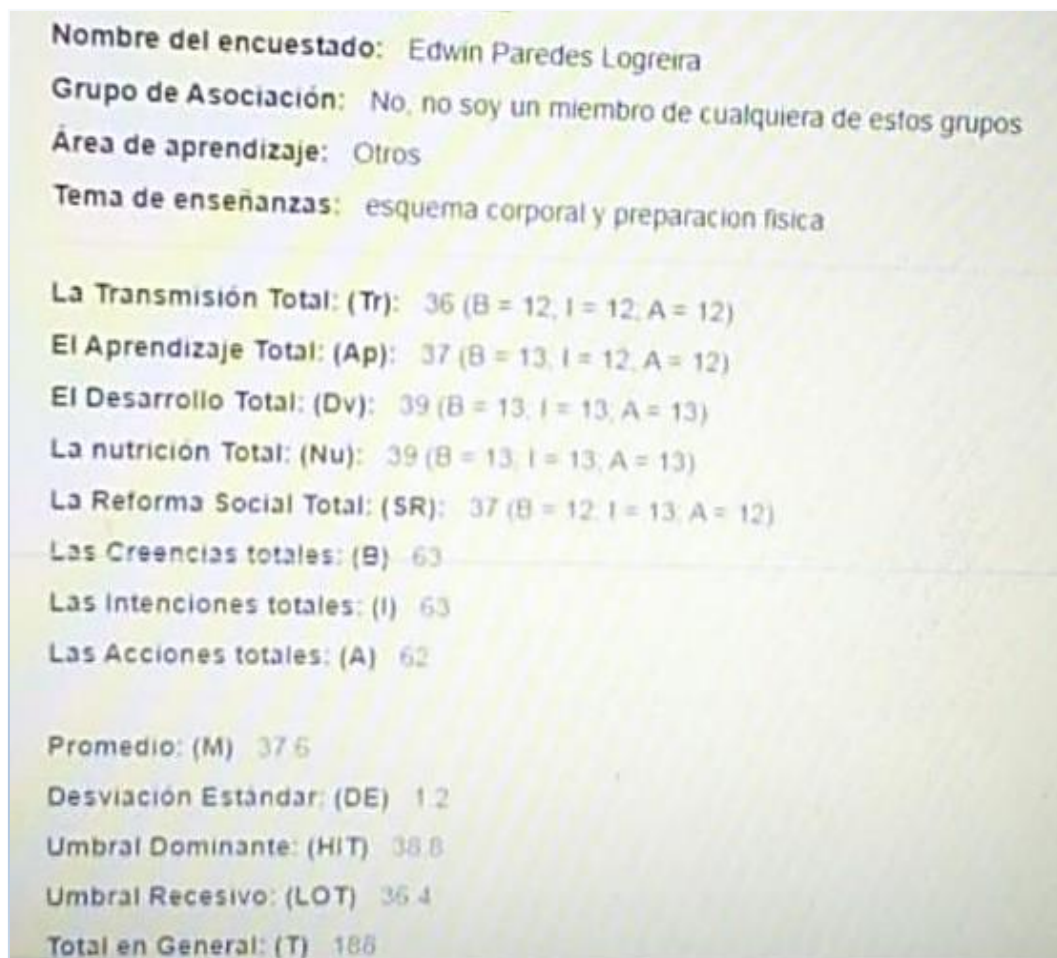 Nombre del encuestado: Edwin Paredes Logreira
Grupo de Asociación: No, no soy un miembro de cualquiera de estos grupos
Área de aprendizaje: Otros
Tema de enseñanzas: esquema corporal y preparacion fisica
La Transmisión Total: (Tr): 36 (B = 12, I = 12, A = 12)
El Aprendizaje Total: (Ap): 37 (B = 13, I = 12, A = 12)
El Desarrollo Total: (Dv): 39 (B = 13, I = 13, A = 13)
La nutrición Total: (Nu): 39 (B = 13, I = 13, A = 13)
La Reforma Social Total: (SR): 37 (B = 12, I = 13, A = 12)
Las Creencias totales: (B) 63
Las Intenciones totales: (I) 63
Las Acciones totales: (A) 62
Promedio: (M) 37.6
Desviación Estándar: (DE) 1.2
Umbral Dominante: (HIT) 38.8
Umbral Recesivo: (LOT) 36.4
Total en General: (T) 188